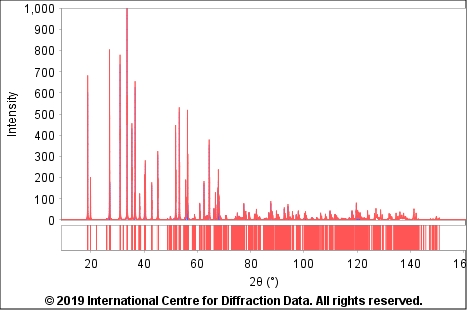 1,000
900
800
700
600
500
400
300
200
100
0
Intensity
20 40 60 80 100 120 140 16
2θ (°)
© 2019 International Centre for Diffraction Data. All rights reserved.